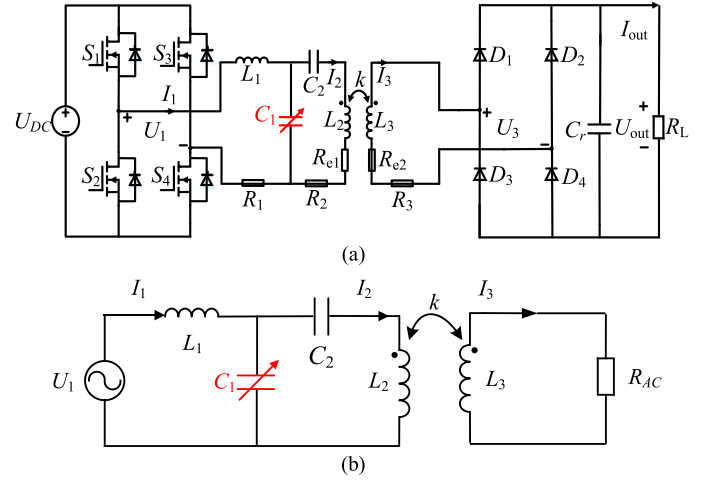 S1 S3 L1 C2 I2 k I3 D1 D2 Iout
UDC I1 U1 C1 L2 L3 U3 Cr Uout RL
+ - + - + - + -
S2 S4 Re1 Re2 D3 D4
R1 R2 R3
(a)
I1 I2 k I3
L1 C2
U1 C1 L2 L3 RAC
(b)